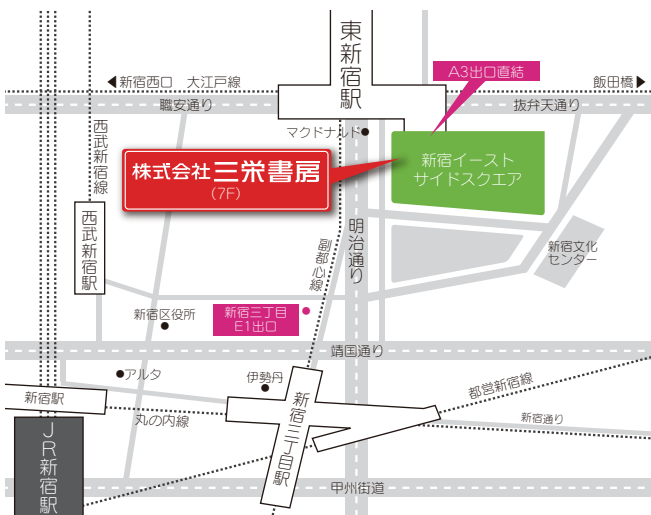 東新宿駅
A3出口直結
新宿西口 大江戸線
飯田橋
職安通り
抜弁天通り
マクドナルド
西武新宿線
株式会社三栄書房
(7F)
新宿イースト
サイドスクエア
西武新宿駅
明治通り
副都心線
新宿文化
センター
新宿区役所
新宿三丁目
E1出口
靖国通り
アルタ
伊勢丹
都営新宿線
新宿駅
丸の内線
新宿三丁目駅
新宿通り
JR新宿駅
甲州街道